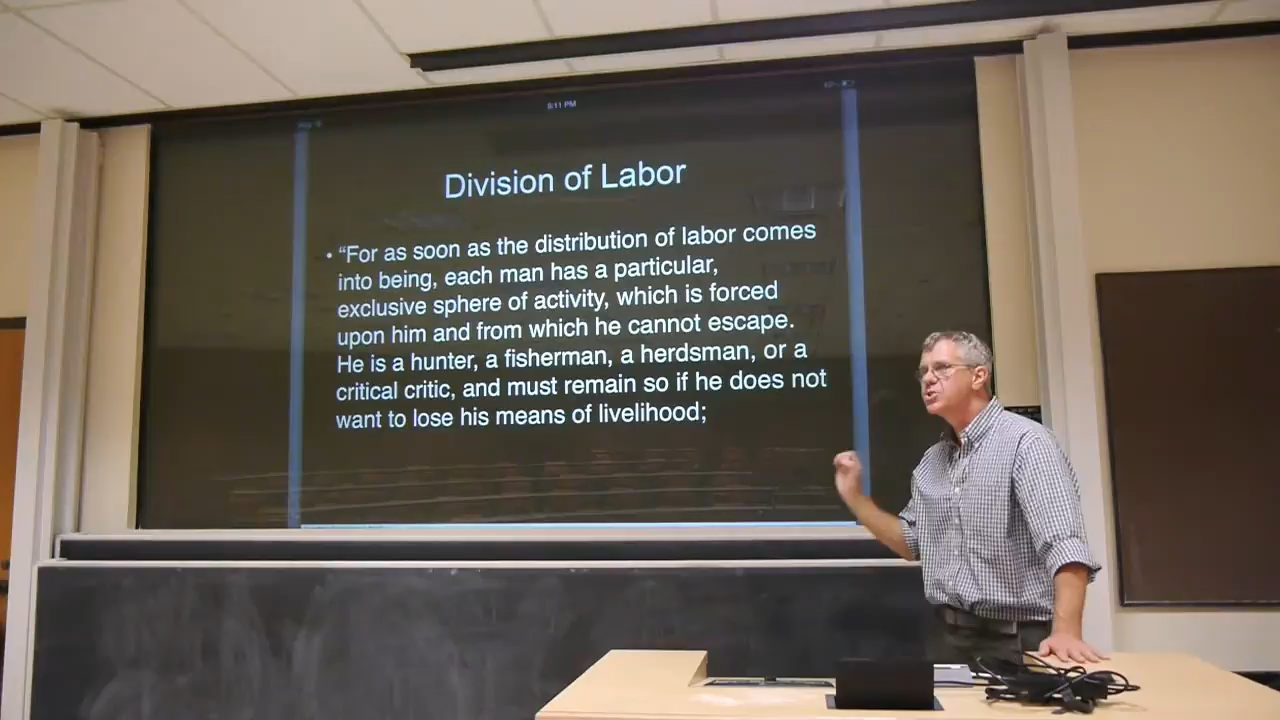 5:11 PM
Division of Labor
• “For as soon as the distribution of labor comes
into being, each man has a particular,
exclusive sphere of activity, which is forced
upon him and from which he cannot escape.
He is a hunter, a fisherman, a herdsman, or a
critical critic, and must remain so if he does not
want to lose his means of livelihood;